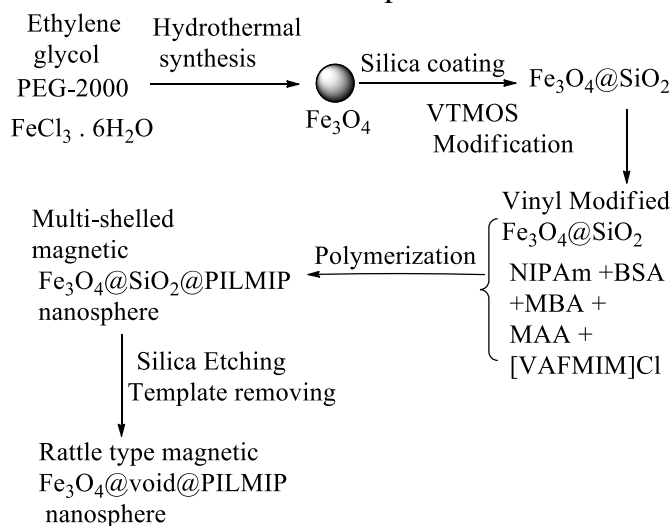 Ethylene
glycol
PEG-2000
FeCl3 . 6H2O
Hydrothermal
synthesis
Fe3O4
Silica coating
VTMOS
Modification
Fe3O4@SiO2
Vinyl Modified
Fe3O4@SiO2
NIPAm +BSA
+MBA +
MAA +
[VAFMIM]Cl
Polymerization
Multi-shelled
magnetic
Fe3O4@SiO2@PILMIP
nanosphere
Silica Etching
Template removing
Rattle type magnetic
Fe3O4@void@PILMIP
nanosphere